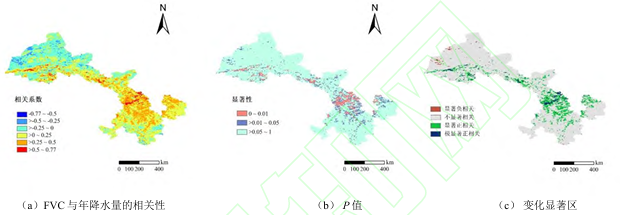 N
N
N
相关系数
-0.77 ~ -0.5
>-0.5 ~ -0.25
>-0.25 ~ 0
>0 ~ 0.25
>0.25 ~ 0.5
>0.5 ~ 0.77
km
0 100 200 400
显著性
0 ~ 0.01
>0.01 ~ 0.05
>0.05 ~ 1
km
0 100 200 400
显著负相关
不显著相关
显著正相关
极显著正相关
km
0 100 200 400
（a）FVC 与年降水量的相关性
（b）P 值
（c） 变化显著区